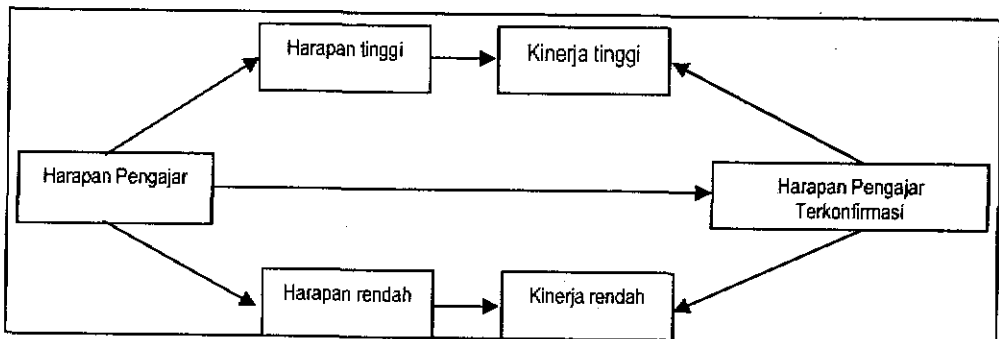 Harapan tinggi
Kinerja tinggi
Harapan Pengajar
Harapan Pengajar
Terkonfirmasi
Harapan rendah
Kinerja rendah